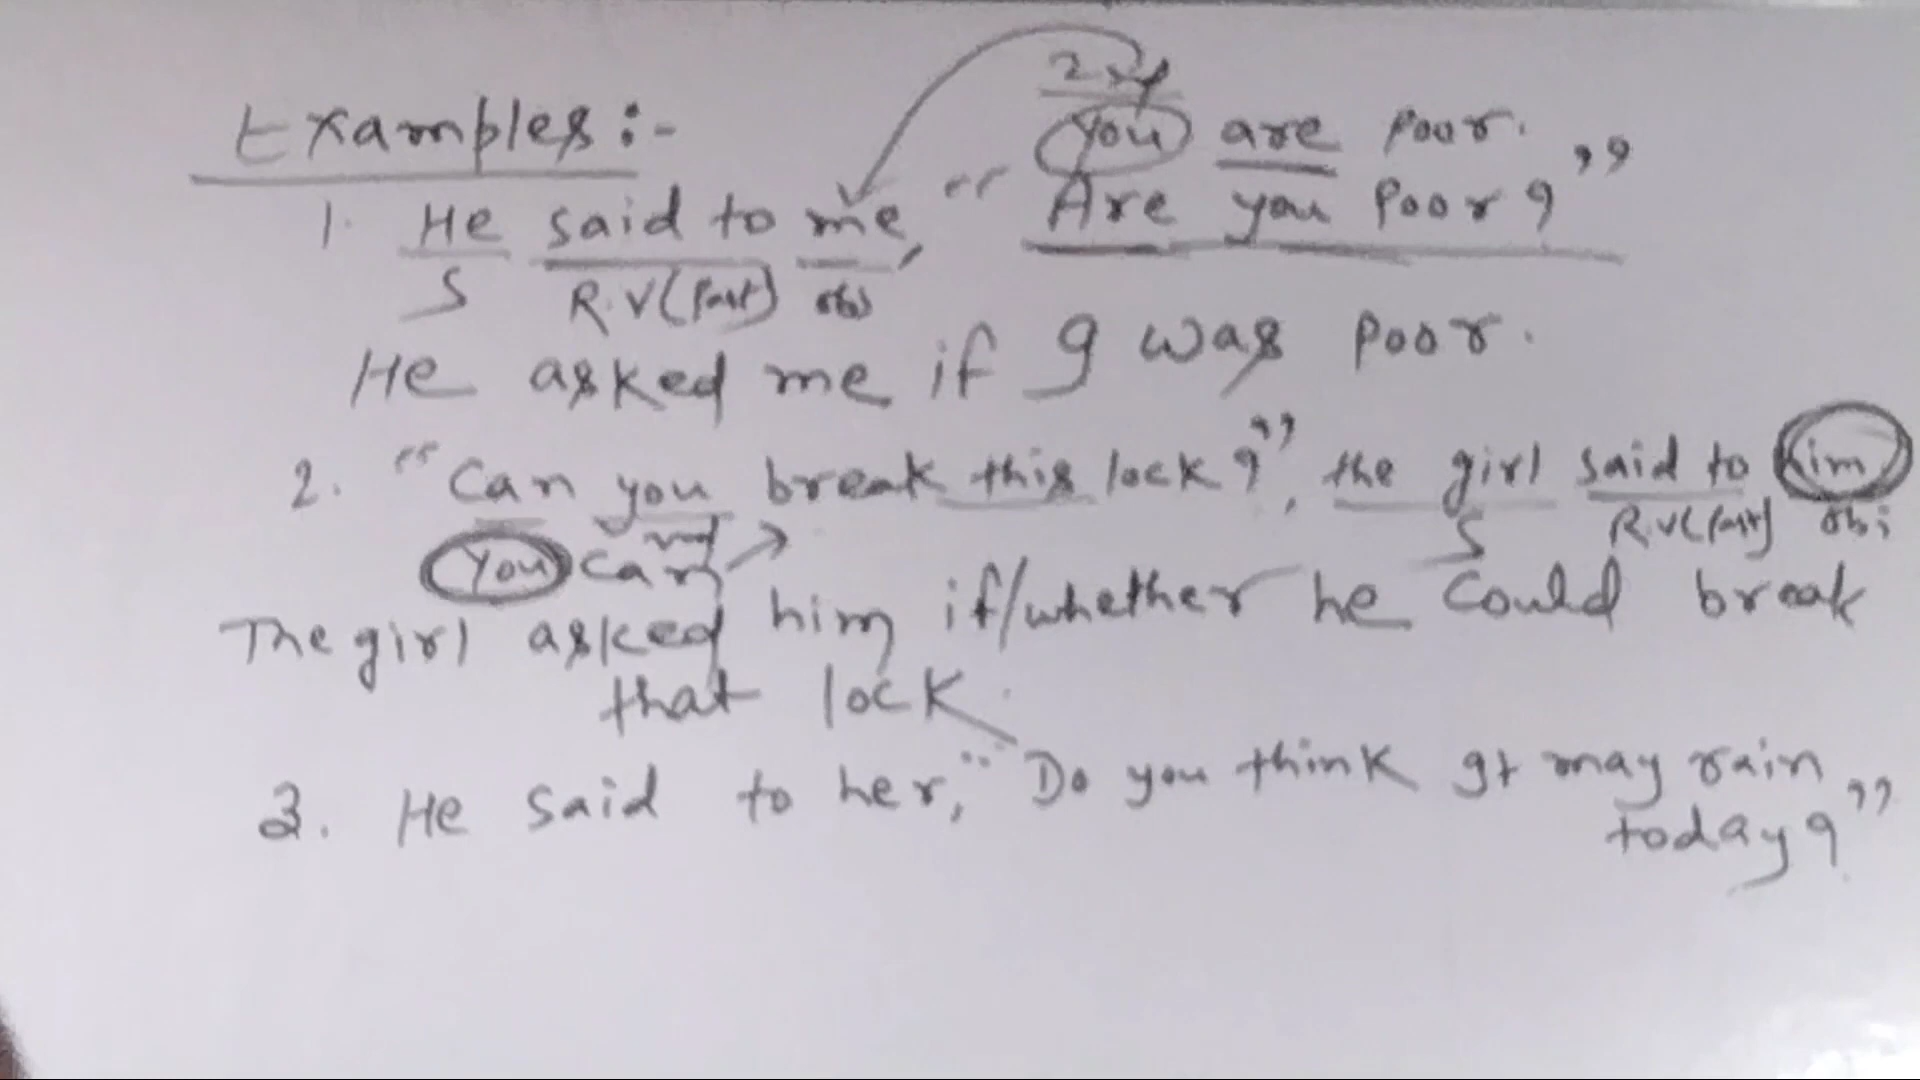 2nd
Examples:- You are poor.
1. He said to me, "Are you poor?"
S R.V(Past) obj
He asked me if I was poor.
2. "Can you break this lock?", the girl said to him
S R.V(Past) obj
You can
The girl asked him if/whether he could break
that lock.
3. He said to her, "Do you think It may rain
today?"